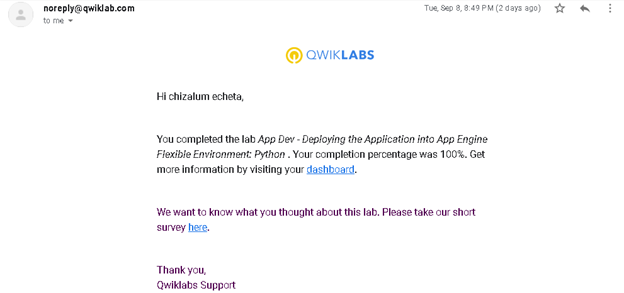 noreply@qwiklab.com
Tue, Sep 8, 8:49 PM (2 days ago)
to me
QWIKLABS
Hi chizalum echeta,
You completed the lab App Dev - Deploying the Application into App Engine
Flexible Environment: Python . Your completion percentage was 100%. Get
more information by visiting your dashboard.
We want to know what you thought about this lab. Please take our short
survey here.
Thank you,
Qwiklabs Support